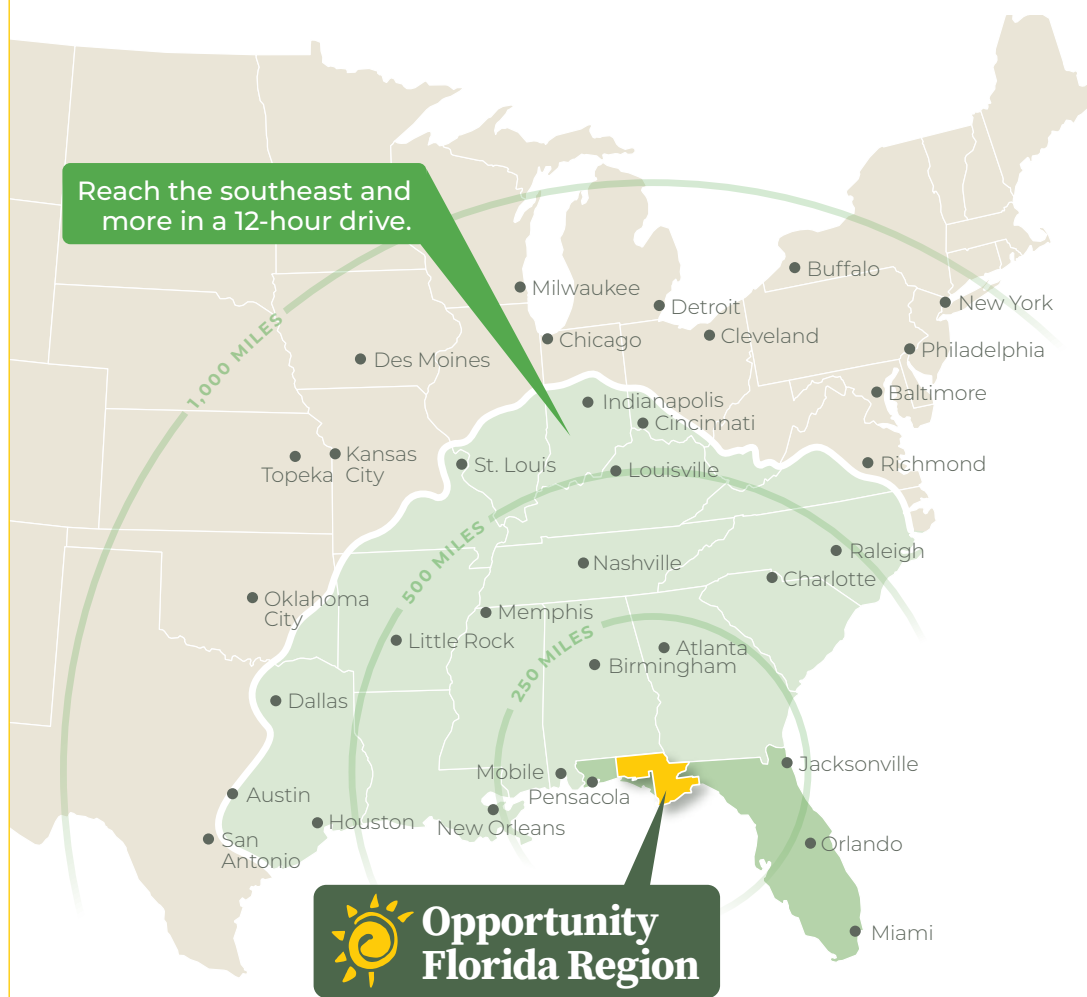 Reach the southeast and
more in a 12-hour drive.
Buffalo
Milwaukee
New York
Detroit
1,000 MILES
Chicago
Cleveland
Philadelphia
Des Moines
Baltimore
Indianapolis
Cincinnati
Kansas
City
Topeka
St. Louis
Louisville
Richmond
500 MILES
Raleigh
Nashville
Charlotte
Oklahoma
City
Memphis
Little Rock
250 MILES
Atlanta
Birmingham
Dallas
Jacksonville
Mobile
Pensacola
Austin
Houston
New Orleans
San
Antonio
Orlando
Opportunity
Florida Region
Miami